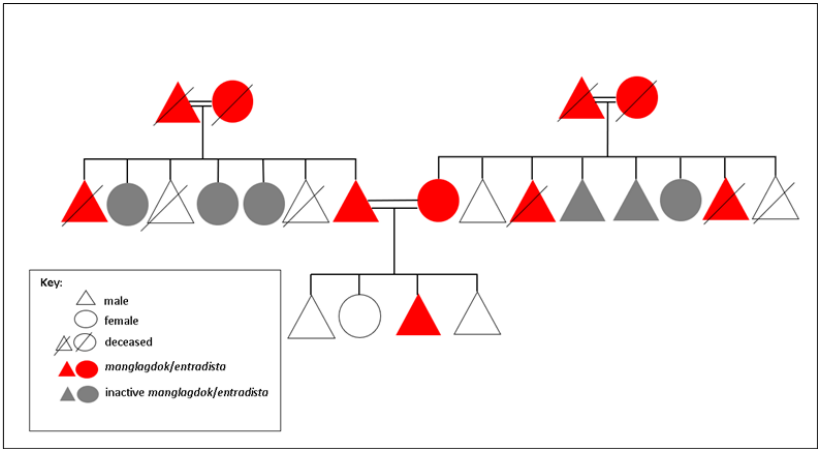 Key:
male
female
deceased
manglagdok/entradista
inactive manglagdok/entradista